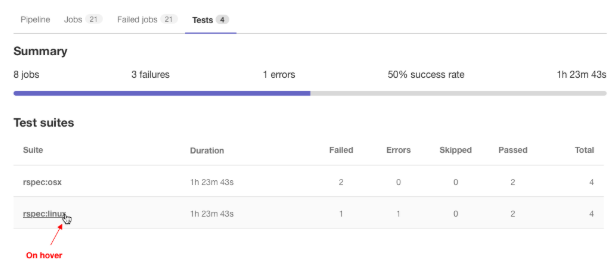 Pipeline Jobs 21 Failed jobs 21 Tests 4
Summary
8 jobs 3 failures 1 errors 50% success rate 1h 23m 43s
Test suites
Suite Duration Failed Errors Skipped Passed Total
rspec:osx 1h 23m 43s 2 0 0 2 4
rspec:linux 1h 23m 43s 1 1 0 2 4
On hover